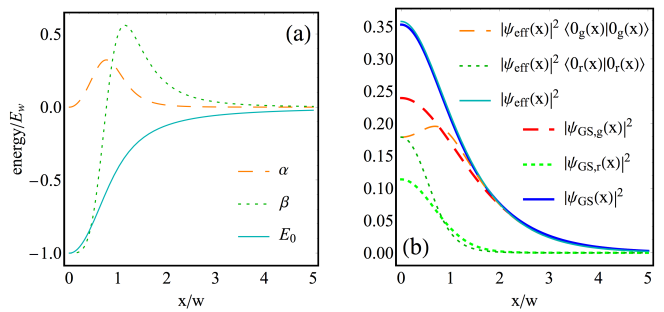 (a)
energy/E_w
0.5
0.0
−0.5
−1.0
α
β
E_0
0 1 2 3 4 5
x/w
(b)
0.35
0.30
0.25
0.20
0.15
0.10
0.05
0.00
|ψ_eff(x)|^2 ⟨0_g(x)|0_g(x)⟩
|ψ_eff(x)|^2 ⟨0_r(x)|0_r(x)⟩
|ψ_eff(x)|^2
|ψ_GS,g(x)|^2
|ψ_GS,r(x)|^2
|ψ_GS(x)|^2
0 1 2 3 4 5
x/w